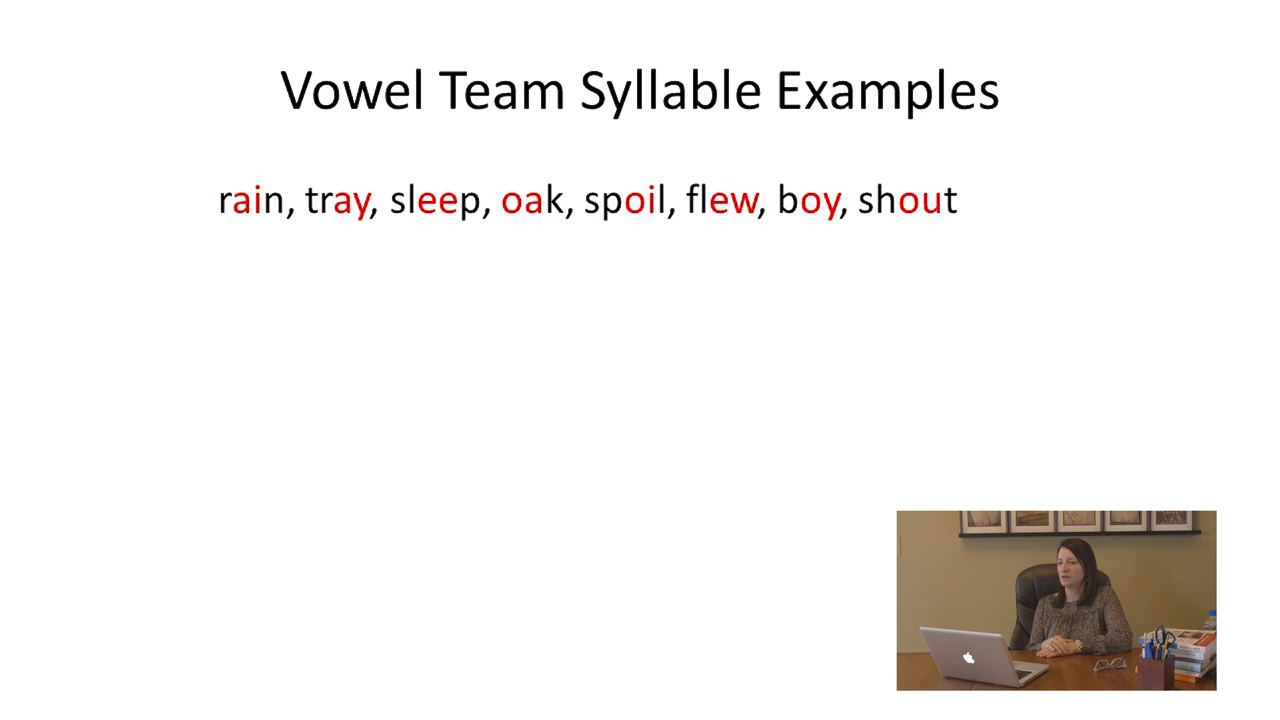 Vowel Team Syllable Examples
rain, tray, sleep, oak, spoil, flew, boy, shout